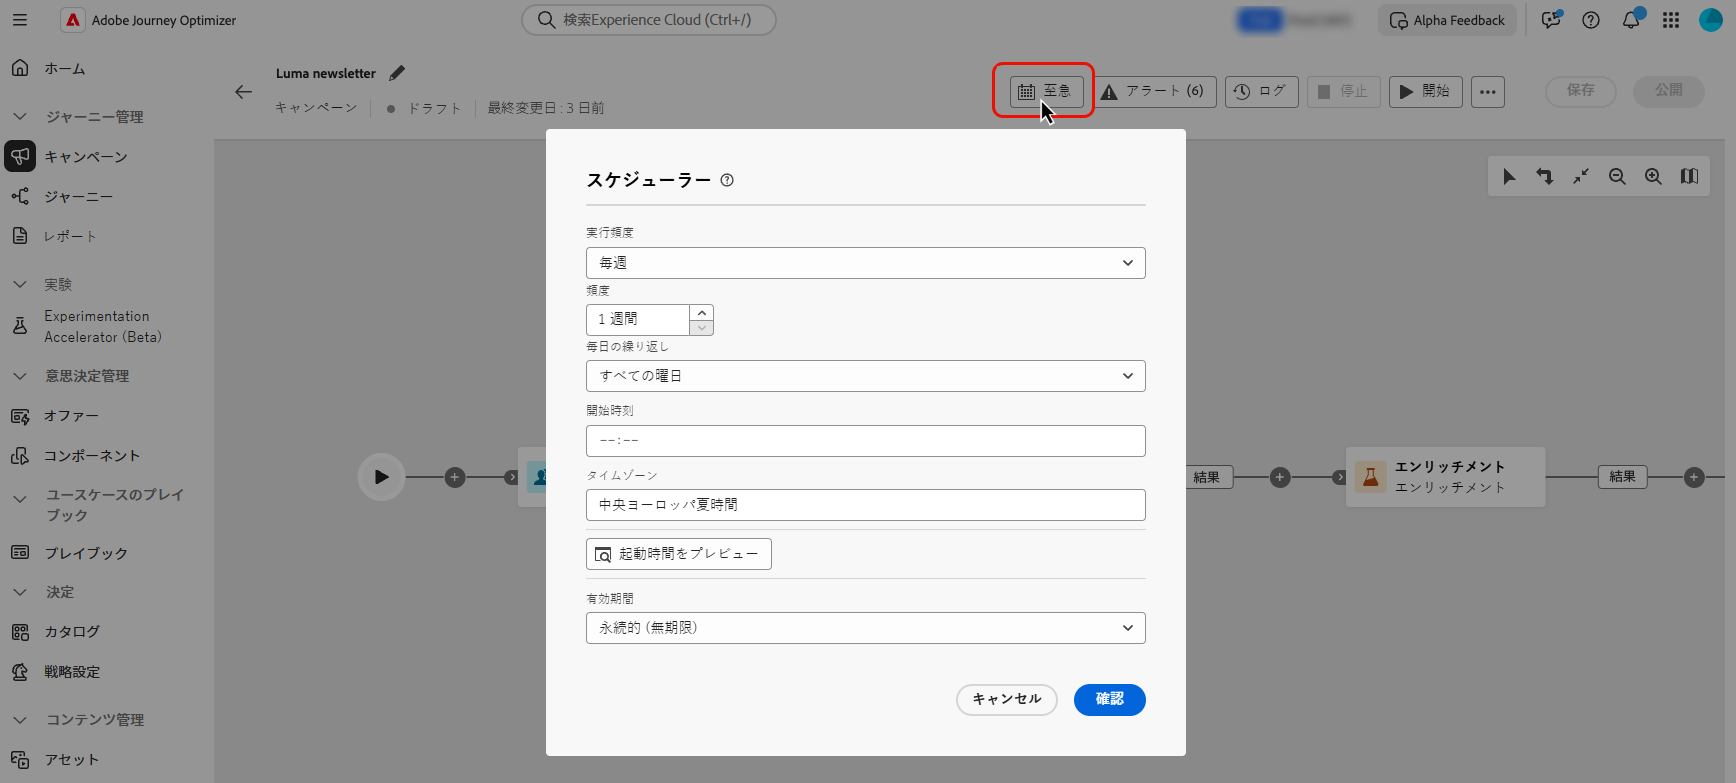 Adobe Journey Optimizer
検索Experience Cloud (Ctrl+/)
Alpha Feedback
ホーム
ジャーニー管理
キャンペーン
ジャーニー
レポート
実験
Experimentation
Accelerator (Beta)
意思決定管理
オファー
コンポーネント
ユースケースのプレイ
ブック
プレイブック
決定
カタログ
戦略設定
コンテンツ管理
アセット
Luma newsletter
キャンペーン
ドラフト
最終変更日 : 3 日前
至急
アラート (6)
ログ
停止
開始
保存
公開
スケジューラー
実行頻度
毎週
頻度
1 週間
毎日の繰り返し
すべての曜日
開始時刻
--:--
タイムゾーン
中央ヨーロッパ夏時間
起動時間をプレビュー
有効期間
永続的 (無期限)
キャンセル
確認
結果
エンリッチメント
エンリッチメント
結果